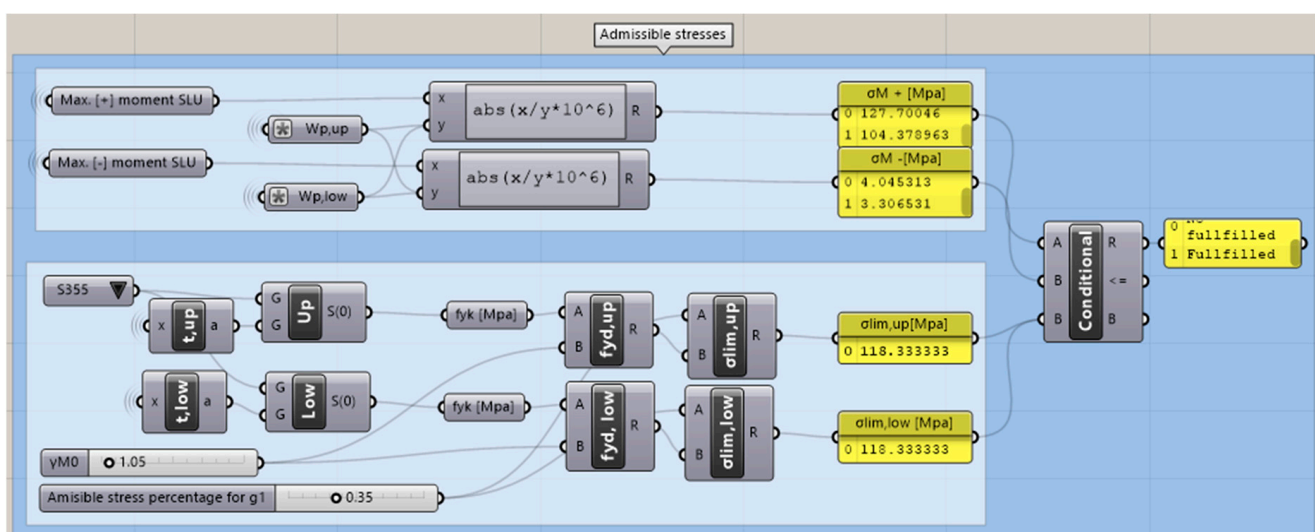 Admissible stresses
Max. [+] moment SLU
Wp,up
x
y
abs(x/y*10^6)
R
σM + [Mpa]
0 127.70046
1 104.378963
Max. [-] moment SLU
Wp,low
x
y
abs(x/y*10^6)
R
σM -[Mpa]
0 4.045313
1 3.306531
A
B
B
Conditional
R
<=
B
0
fullfilled
1 Fullfilled
S355
x
t,up
a
G
G
Up
S(0)
fyk [Mpa]
A
B
fyd,up
R
A
B
σlim,up
R
σlim,up[Mpa]
0 118.333333
x
t,low
a
G
G
Low
S(0)
fyk [Mpa]
A
B
fyd, low
R
A
B
σlim,low
R
σlim,low [Mpa]
0 118.333333
γM0
1.05
Amisible stress percentage for g1
0.35